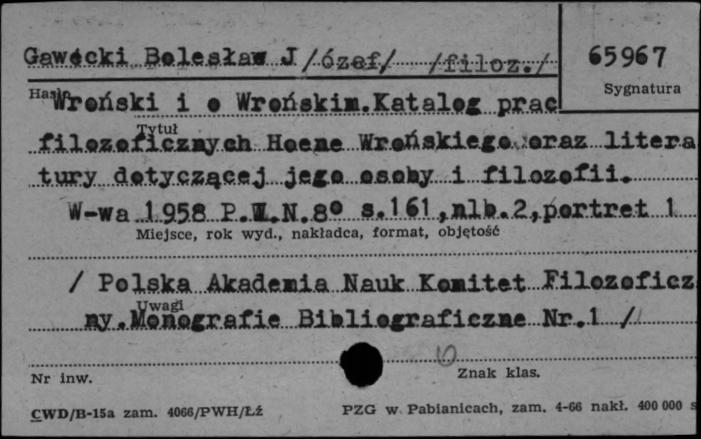 Gawęcki Bolesław J /ózef/ /filoz./
65967
Sygnatura
Hasło
Wroński i o Wrońskim.Katalog prac
Tytuł
filozoficznych Hoene Wrońskiego oraz litera
tury dotyczącej jego osoby i filozofii.
W-wa 1958 P.W.N.8° s.161,nlb.2,portret 1
Miejsce, rok wyd., nakładca, format, objętość
/ Polska Akademia Nauk Komitet Filozoficz
Uwagi
ny.Monografie Bibliograficzne Nr.1 /
Nr inw.
Znak klas.
CWD/B-15a zam. 4066/PWH/Łź
PZG w Pabianicach, zam. 4-66 nakł. 400 000 s